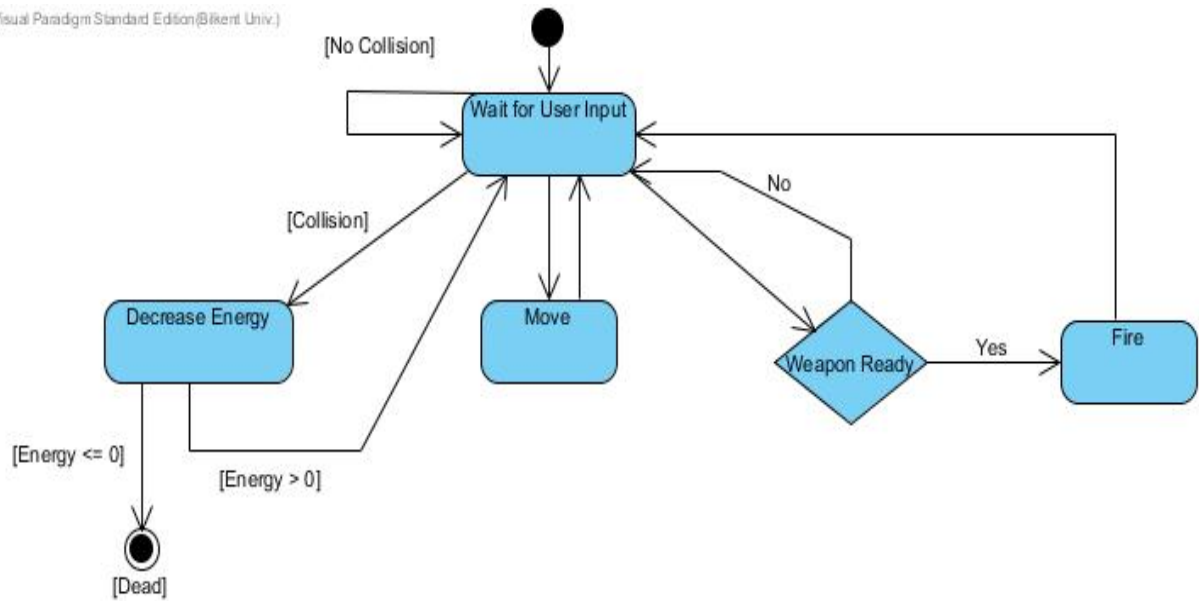 Visual Paradigm Standard Edition(Bilkent Univ.)
[No Collision]
Wait for User Input
No
[Collision]
Decrease Energy
Move
Weapon Ready
Yes
Fire
[Energy <= 0]
[Energy > 0]
[Dead]